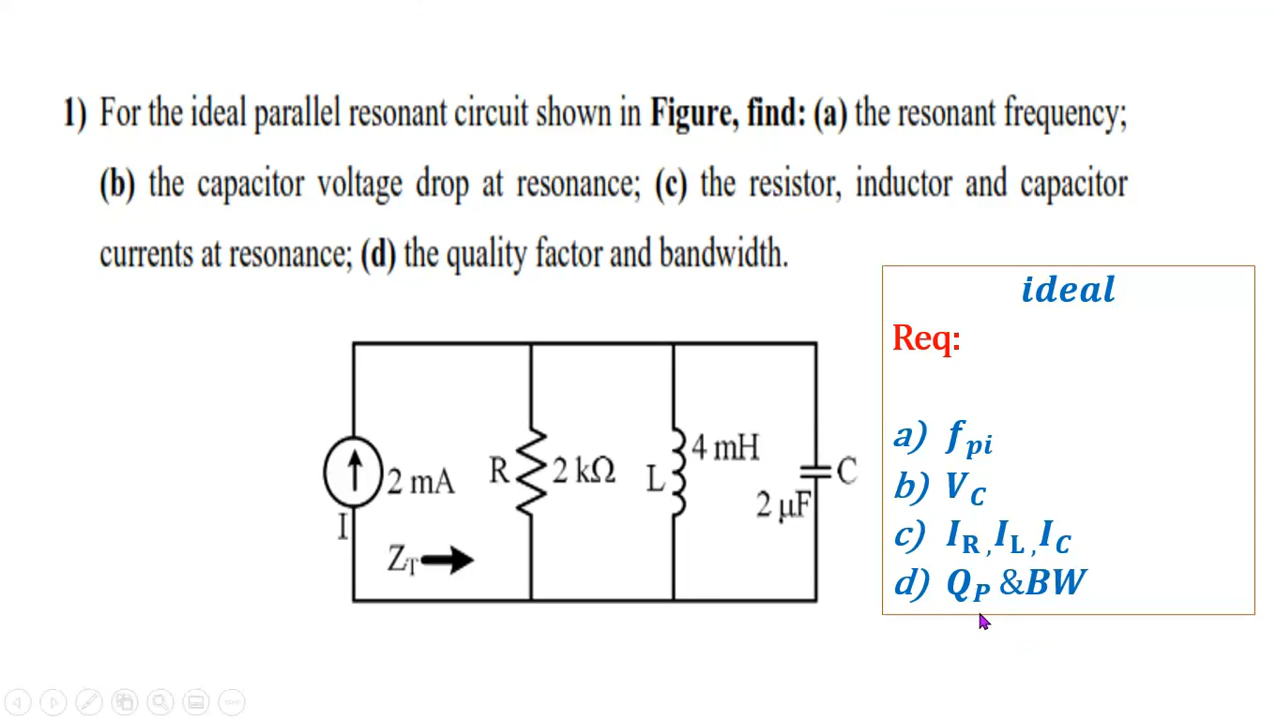 1) For the ideal parallel resonant circuit shown in Figure, find: (a) the resonant frequency;
(b) the capacitor voltage drop at resonance; (c) the resistor, inductor and capacitor
currents at resonance; (d) the quality factor and bandwidth.
ideal
Req:
a) f_pi
b) V_C
c) I_R , I_L , I_C
d) Q_P & BW
I
2 mA
Z_T
R
2 kΩ
L
4 mH
2 μF
C